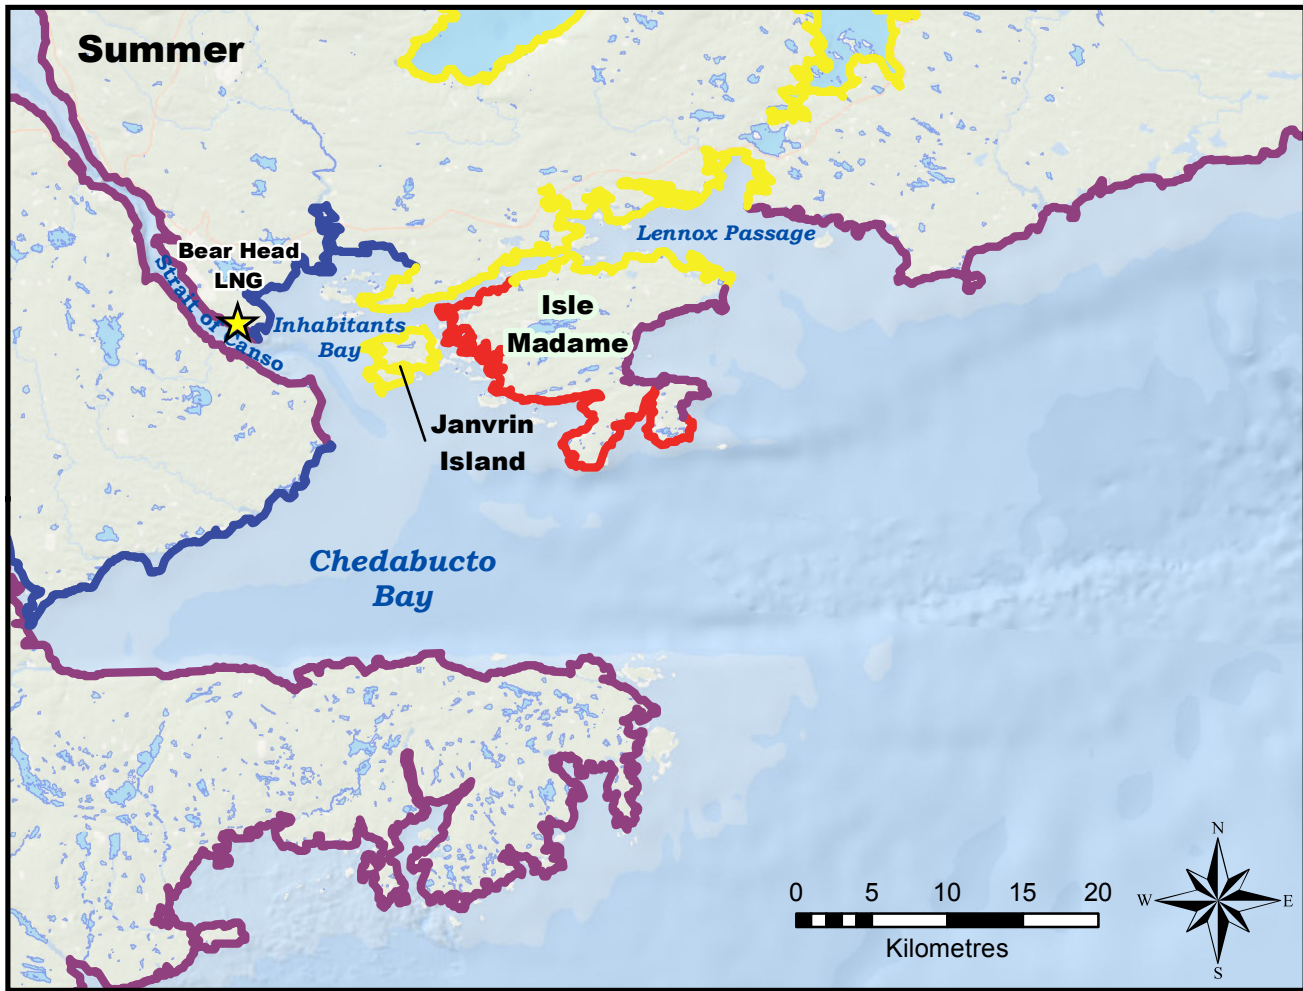 Summer
Bear Head
LNG
Strait of Canso
Inhabitants
Bay
Lennox Passage
Isle
Madame
Janvrin
Island
Chedabucto
Bay
0 5 10 15 20
Kilometres
N
W E
S